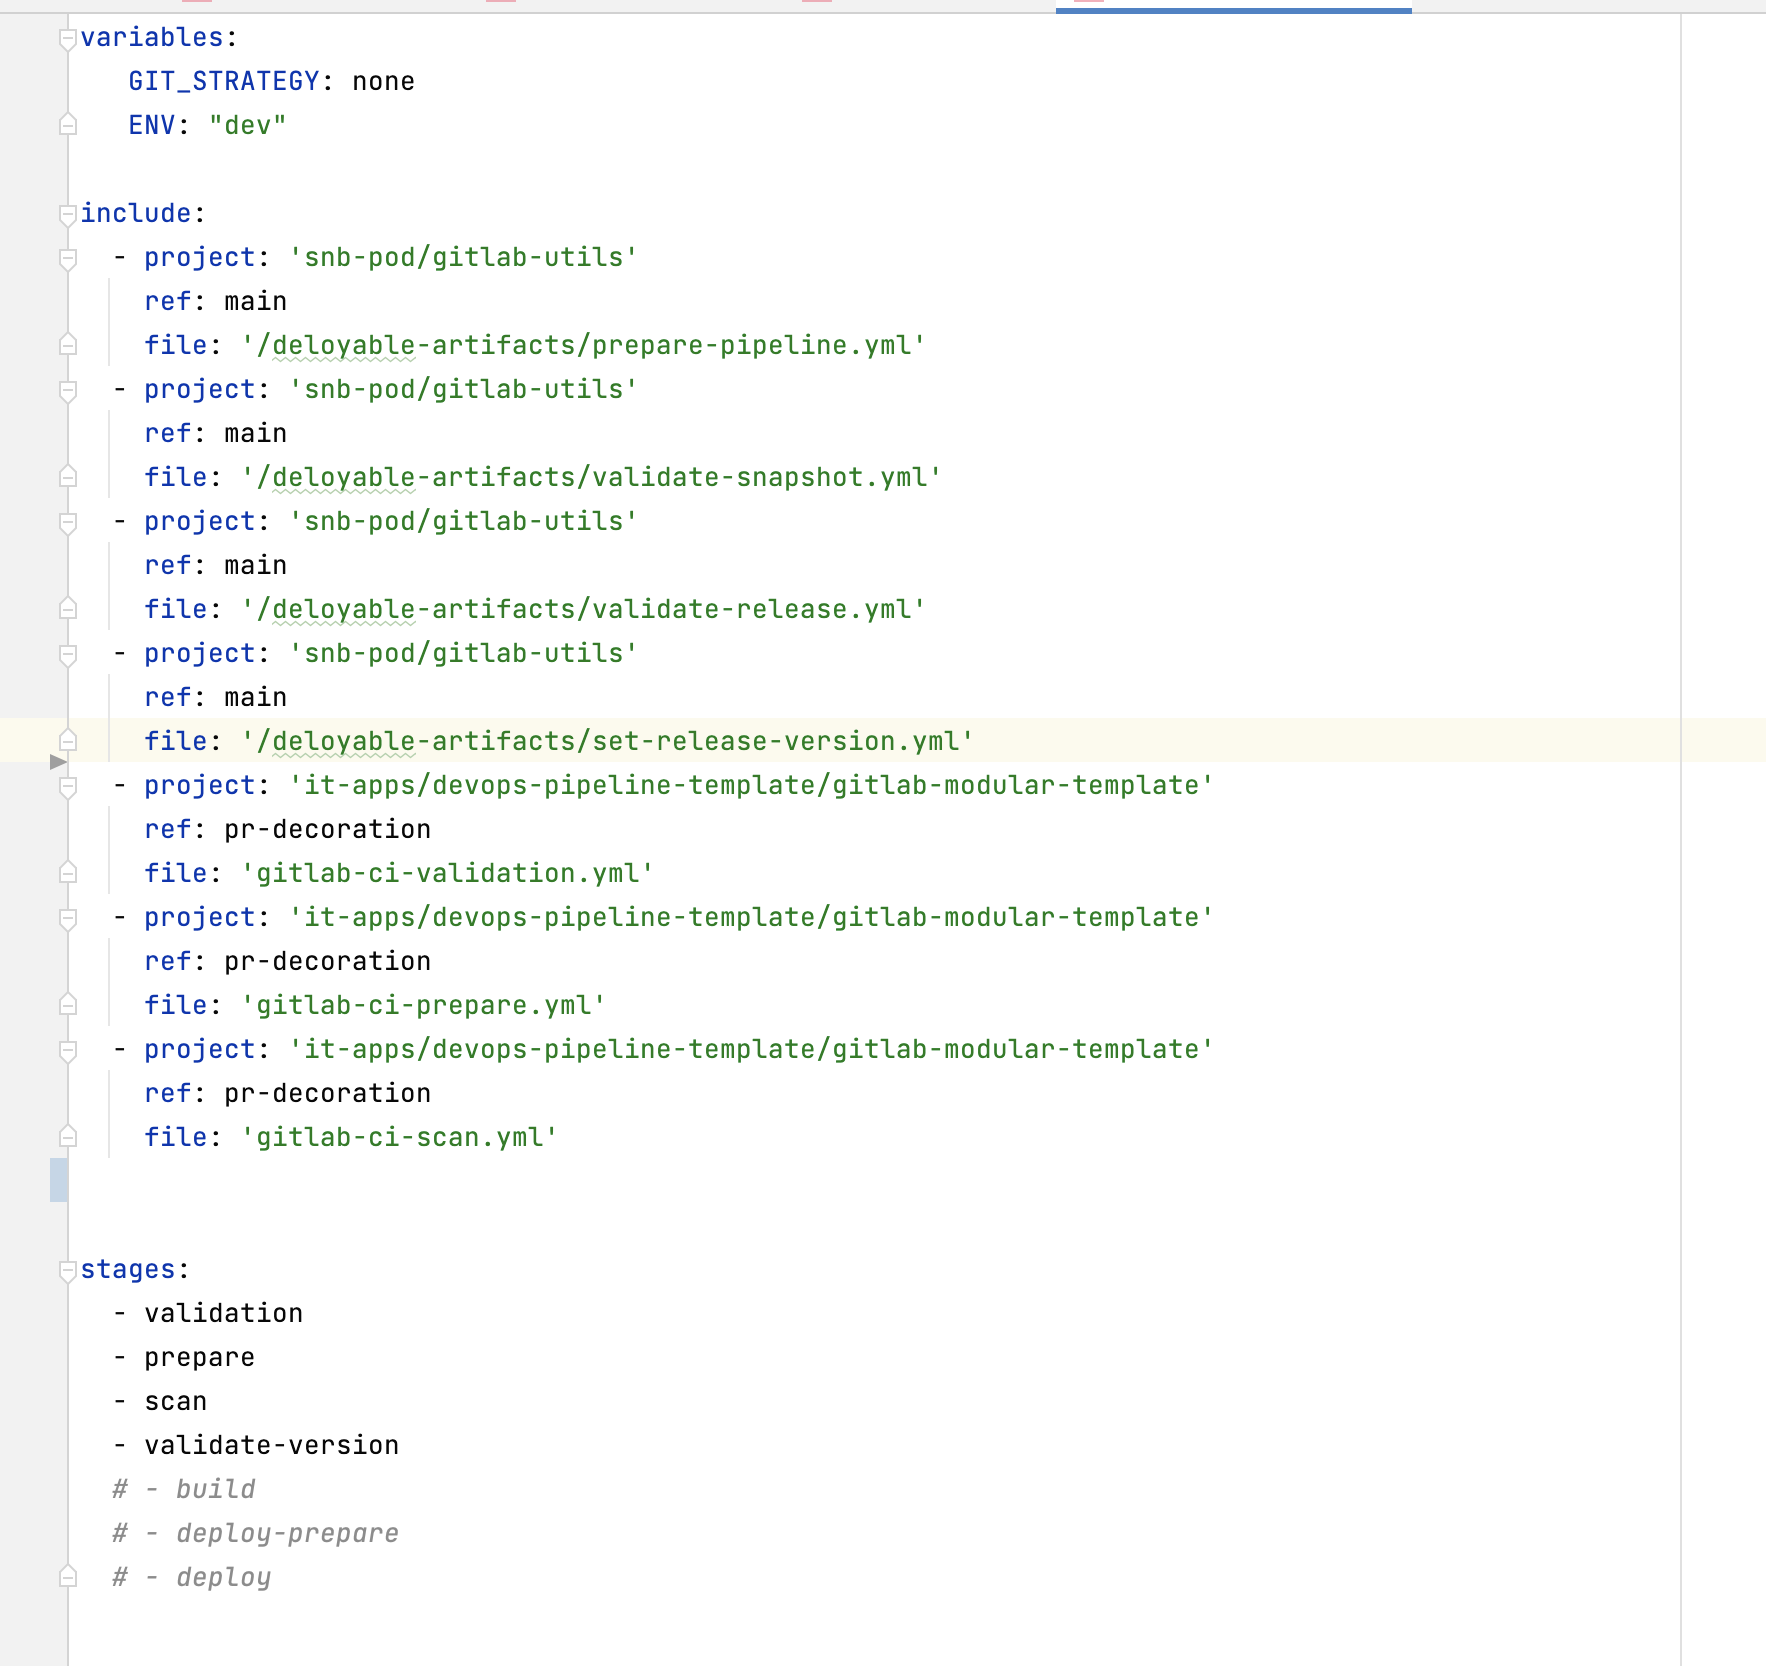 variables:
   GIT_STRATEGY: none
   ENV: "dev"

include:
  - project: 'snb-pod/gitlab-utils'
    ref: main
    file: '/deloyable-artifacts/prepare-pipeline.yml'
  - project: 'snb-pod/gitlab-utils'
    ref: main
    file: '/deloyable-artifacts/validate-snapshot.yml'
  - project: 'snb-pod/gitlab-utils'
    ref: main
    file: '/deloyable-artifacts/validate-release.yml'
  - project: 'snb-pod/gitlab-utils'
    ref: main
    file: '/deloyable-artifacts/set-release-version.yml'
  - project: 'it-apps/devops-pipeline-template/gitlab-modular-template'
    ref: pr-decoration
    file: 'gitlab-ci-validation.yml'
  - project: 'it-apps/devops-pipeline-template/gitlab-modular-template'
    ref: pr-decoration
    file: 'gitlab-ci-prepare.yml'
  - project: 'it-apps/devops-pipeline-template/gitlab-modular-template'
    ref: pr-decoration
    file: 'gitlab-ci-scan.yml'

stages:
  - validation
  - prepare
  - scan
  - validate-version
  # - build
  # - deploy-prepare
  # - deploy